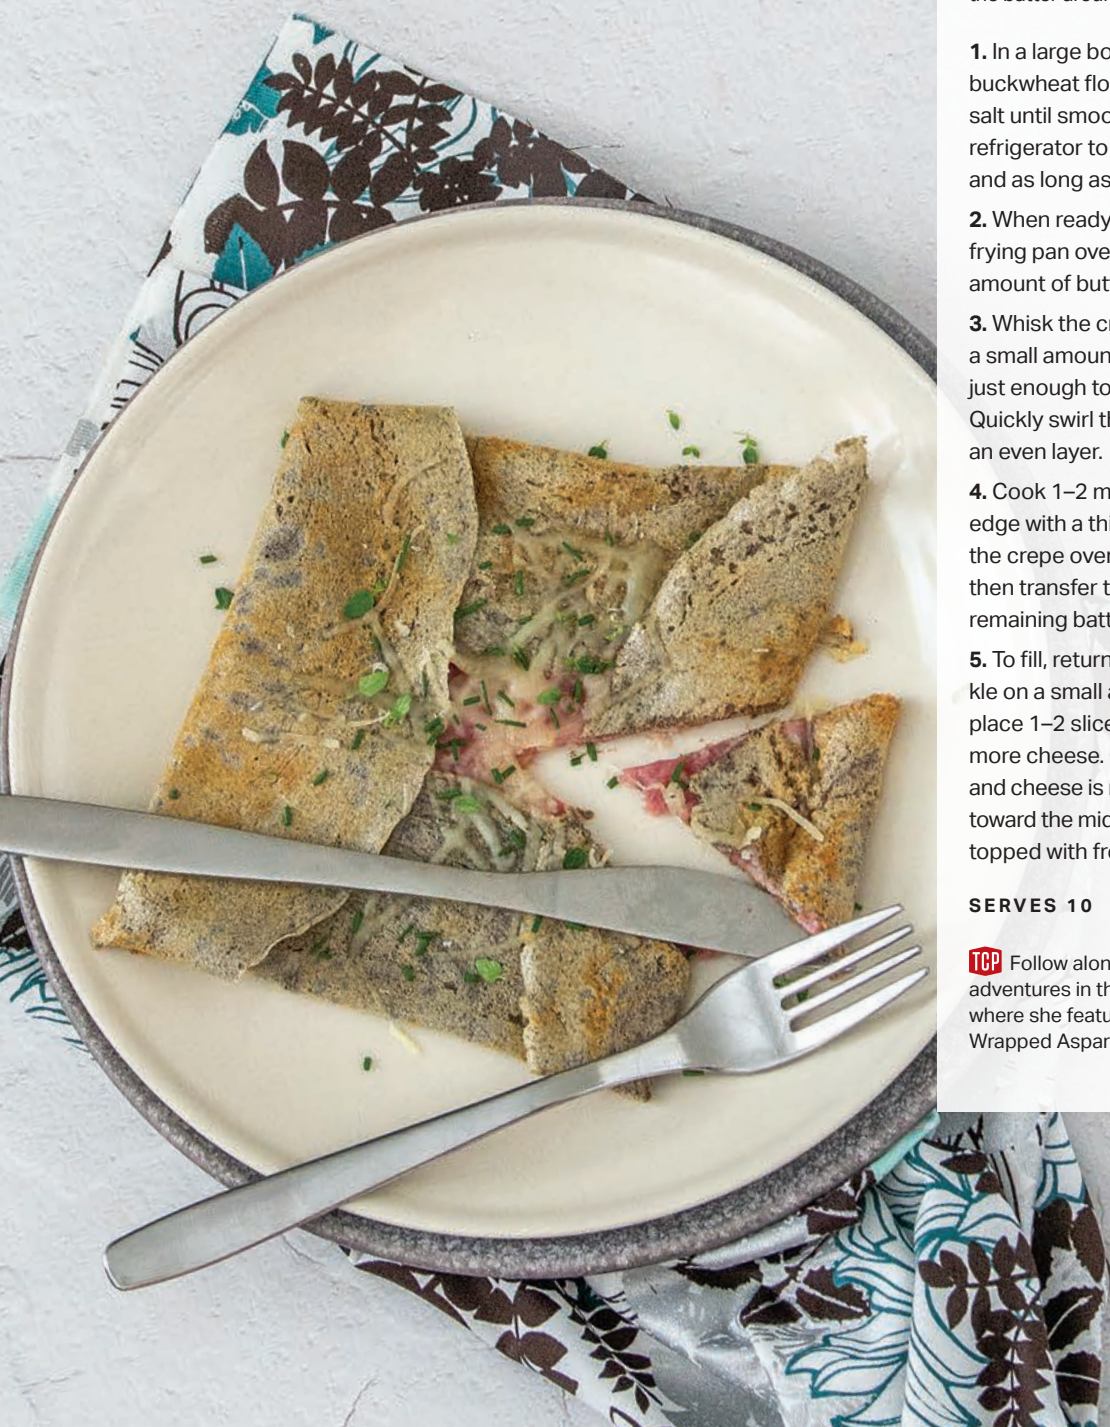 1. In a large bo
buckwheat flo
salt until smoo
refrigerator to
and as long as
2. When ready
frying pan ove
amount of but
3. Whisk the cr
a small amoun
just enough to
Quickly swirl th
an even layer.
4. Cook 1–2 m
edge with a thi
the crepe over
then transfer t
remaining batt
5. To fill, return
kle on a small a
place 1–2 slice
more cheese.
and cheese is
toward the mid
topped with fre
SERVES 10
TCP Follow alon
adventures in th
where she featu
Wrapped Aspar